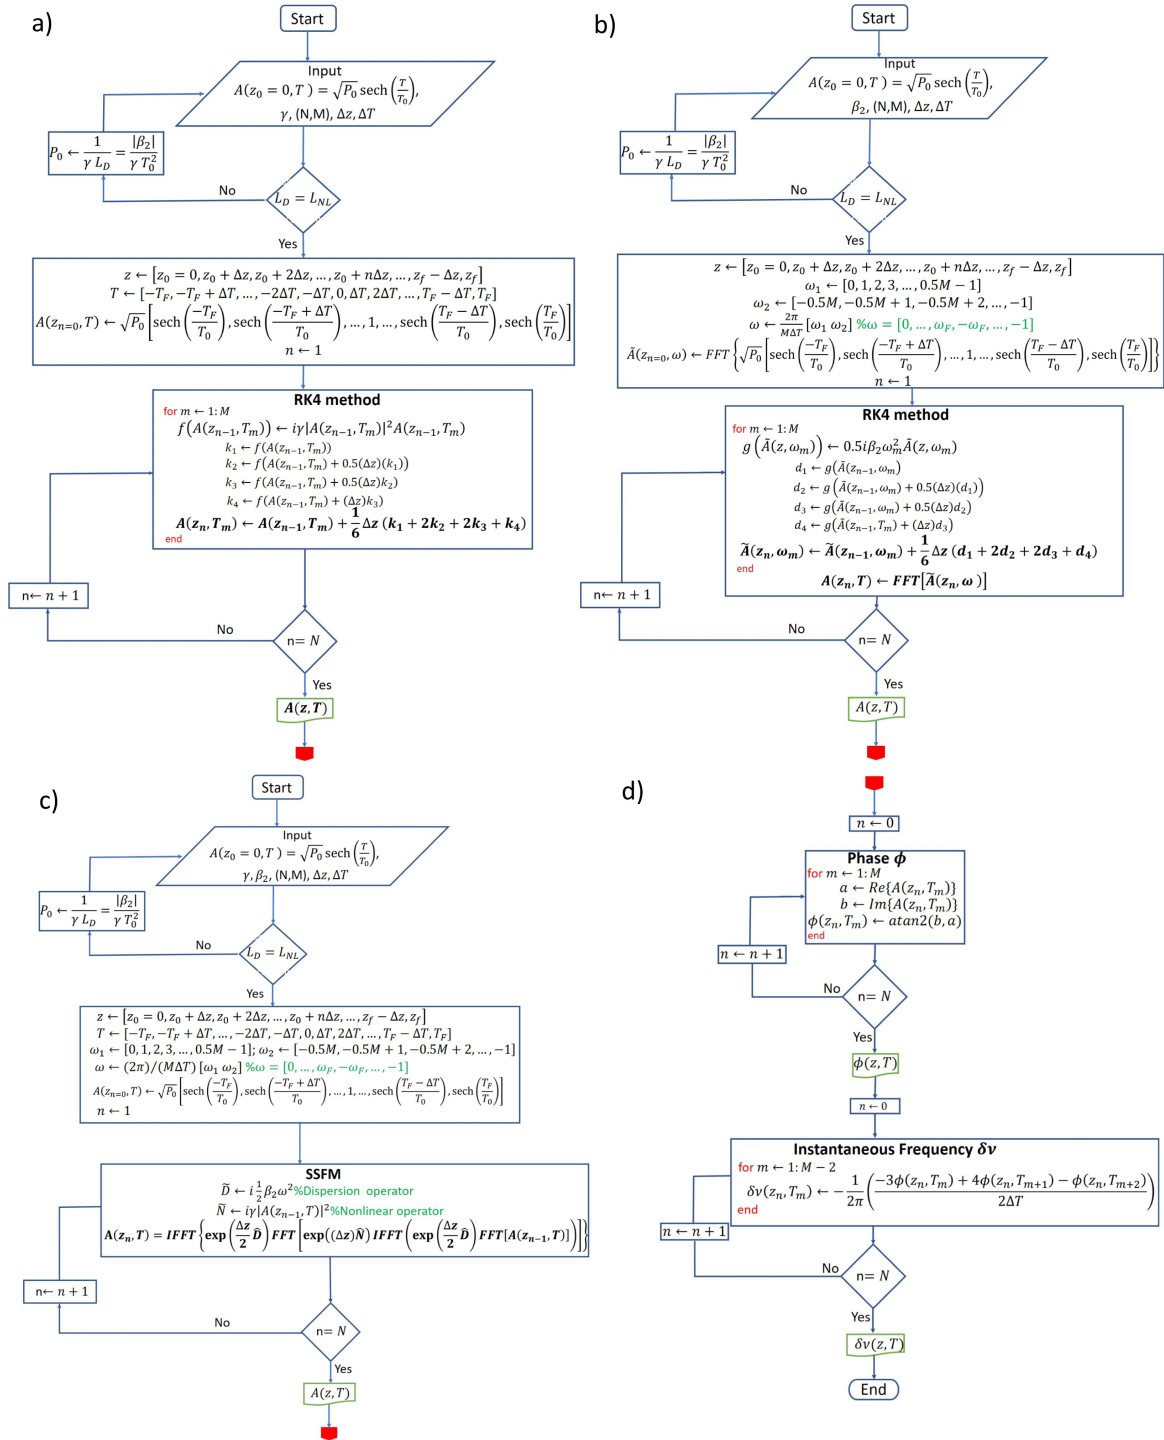 a)
Start
Input
A(z₀ = 0, T) = √P₀ sech (T/T₀),
γ, (N,M), Δz, ΔT
P₀ ← 1/(γ L_D) = |β₂|/(γ T₀²)
No
L_D = L_NL
Yes
z ← [z₀ = 0, z₀ + Δz, z₀ + 2Δz, ..., z₀ + nΔz, ..., z_f − Δz, z_f]
T ← [−T_F, −T_F + ΔT, ..., −2ΔT, −ΔT, 0, ΔT, 2ΔT, ..., T_F − ΔT, T_F]
A(z_{n=0}, T) ← √P₀ [sech(−T_F/T₀), sech((−T_F + ΔT)/T₀), ..., 1, ..., sech((T_F − ΔT)/T₀), sech(T_F/T₀)]
n ← 1
RK4 method
for m ← 1: M
f(A(z_{n−1}, T_m)) ← iγ|A(z_{n−1}, T_m)|²A(z_{n−1}, T_m)
k₁ ← f(A(z_{n−1}, T_m))
k₂ ← f(A(z_{n−1}, T_m) + 0.5(Δz)(k₁))
k₃ ← f(A(z_{n−1}, T_m) + 0.5(Δz)k₂)
k₄ ← f(A(z_{n−1}, T_m) + (Δz)k₃)
A(z_n, T_m) ← A(z_{n−1}, T_m) + 1/6 Δz (k₁ + 2k₂ + 2k₃ + k₄)
end
n← n + 1
No
n= N
Yes
A(z, T)
b)
Start
Input
A(z₀ = 0, T) = √P₀ sech (T/T₀),
β₂, (N,M), Δz, ΔT
P₀ ← 1/(γ L_D) = |β₂|/(γ T₀²)
No
L_D = L_NL
Yes
z ← [z₀ = 0, z₀ + Δz, z₀ + 2Δz, ..., z₀ + nΔz, ..., z_f − Δz, z_f]
ω₁ ← [0, 1, 2, 3, ..., 0.5M − 1]
ω₂ ← [−0.5M, −0.5M + 1, −0.5M + 2, ..., −1]
ω ← 2π/(MΔT) [ω₁ ω₂] %ω = [0, ..., ω_F, −ω_F, ..., −1]
Ã(z_{n=0}, ω) ← FFT {√P₀ [sech(−T_F/T₀), sech((−T_F + ΔT)/T₀), ..., 1, ..., sech((T_F − ΔT)/T₀), sech(T_F/T₀)]}
n ← 1
RK4 method
for m ← 1: M
g(Ã(z, ω_m)) ← 0.5iβ₂ω_m²Ã(z, ω_m)
d₁ ← g(Ã(z_{n−1}, ω_m)
d₂ ← g(Ã(z_{n−1}, ω_m) + 0.5(Δz)(d₁))
d₃ ← g(Ã(z_{n−1}, ω_m) + 0.5(Δz)d₂)
d₄ ← g(Ã(z_{n−1}, T_m) + (Δz)d₃)
Ã(z_n, ω_m) ← Ã(z_{n−1}, ω_m) + 1/6 Δz (d₁ + 2d₂ + 2d₃ + d₄)
end
A(z_n, T) ← FFT[Ã(z_n, ω )]
n← n + 1
No
n= N
Yes
A(z, T)
c)
Start
Input
A(z₀ = 0, T) = √P₀ sech (T/T₀),
γ, β₂, (N,M), Δz, ΔT
P₀ ← 1/(γ L_D) = |β₂|/(γ T₀²)
No
L_D = L_NL
Yes
z ← [z₀ = 0, z₀ + Δz, z₀ + 2Δz, ..., z₀ + nΔz, ..., z_f − Δz, z_f]
T ← [−T_F, −T_F + ΔT, ..., −2ΔT, −ΔT, 0, ΔT, 2ΔT, ..., T_F − ΔT, T_F]
ω₁ ← [0, 1, 2, 3, ..., 0.5M − 1]; ω₂ ← [−0.5M, −0.5M + 1, −0.5M + 2, ..., −1]
ω ← (2π)/(MΔT) [ω₁ ω₂] %ω = [0, ..., ω_F, −ω_F, ..., −1]
A(z_{n=0}, T) ← √P₀ [sech(−T_F/T₀), sech((−T_F + ΔT)/T₀), ..., 1, ..., sech((T_F − ΔT)/T₀), sech(T_F/T₀)]
n ← 1
SSFM
D̃ ← i 1/2 β₂ω² %Dispersion operator
Ñ ← iγ|A(z_{n−1}, T)|² %Nonlinear operator
A(z_n, T) = IFFT {exp(Δz/2 D̂) FFT [exp((Δz)N̂) IFFT (exp(Δz/2 D̂) FFT[A(z_{n−1}, T)])]}
n← n + 1
No
n= N
Yes
A(z, T)
d)
n ← 0
Phase ϕ
for m ← 1: M
a ← Re{A(z_n, T_m)}
b ← Im{A(z_n, T_m)}
ϕ(z_n, T_m) ← atan2(b, a)
end
n ← n + 1
No
n= N
Yes
ϕ(z, T)
n ← 0
Instantaneous Frequency δν
for m ← 1: M − 2
δν(z_n, T_m) ← − 1/2π ((−3ϕ(z_n, T_m) + 4ϕ(z_n, T_{m+1}) − ϕ(z_n, T_{m+2}))/2ΔT)
end
n ← n + 1
No
n= N
Yes
δν(z, T)
End